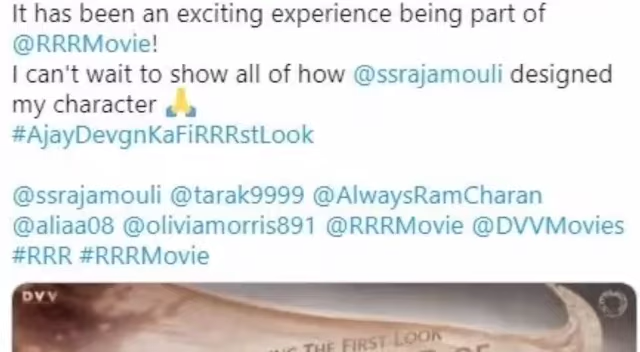 It has been an exciting experience being part of
@RRRMovie!
I can't wait to show all of how @ssrajamouli designed
my character 🙏
#AjayDevgnKaFiRRRstLook
@ssrajamouli @tarak9999 @AlwaysRamCharan
@aliaa08 @oliviamorris891 @RRRMovie @DVVMovies
#RRR #RRRMovie
DVV
THE FIRST LOOK
OF